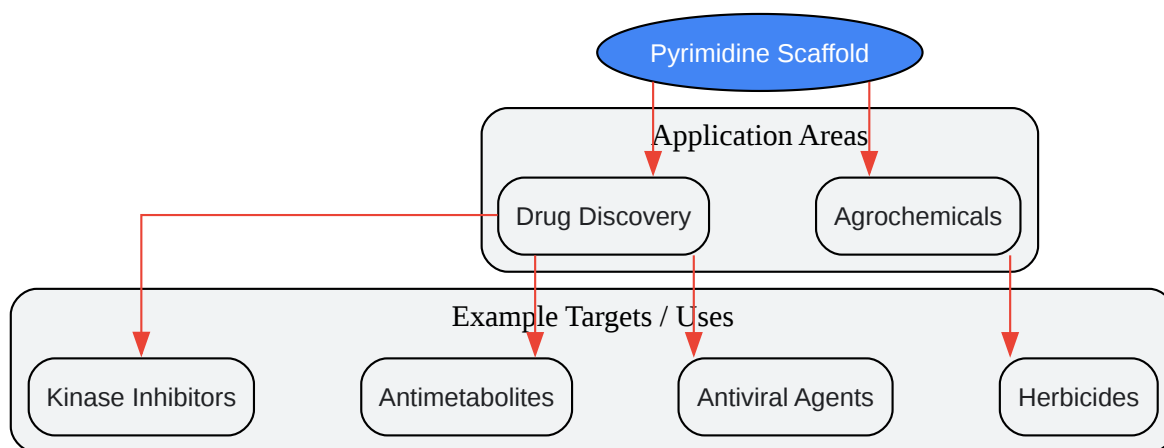 Pyrimidine Scaffold
Application Areas
Drug Discovery
Agrochemicals
Example Targets / Uses
Kinase Inhibitors
Antimetabolites
Antiviral Agents
Herbicides